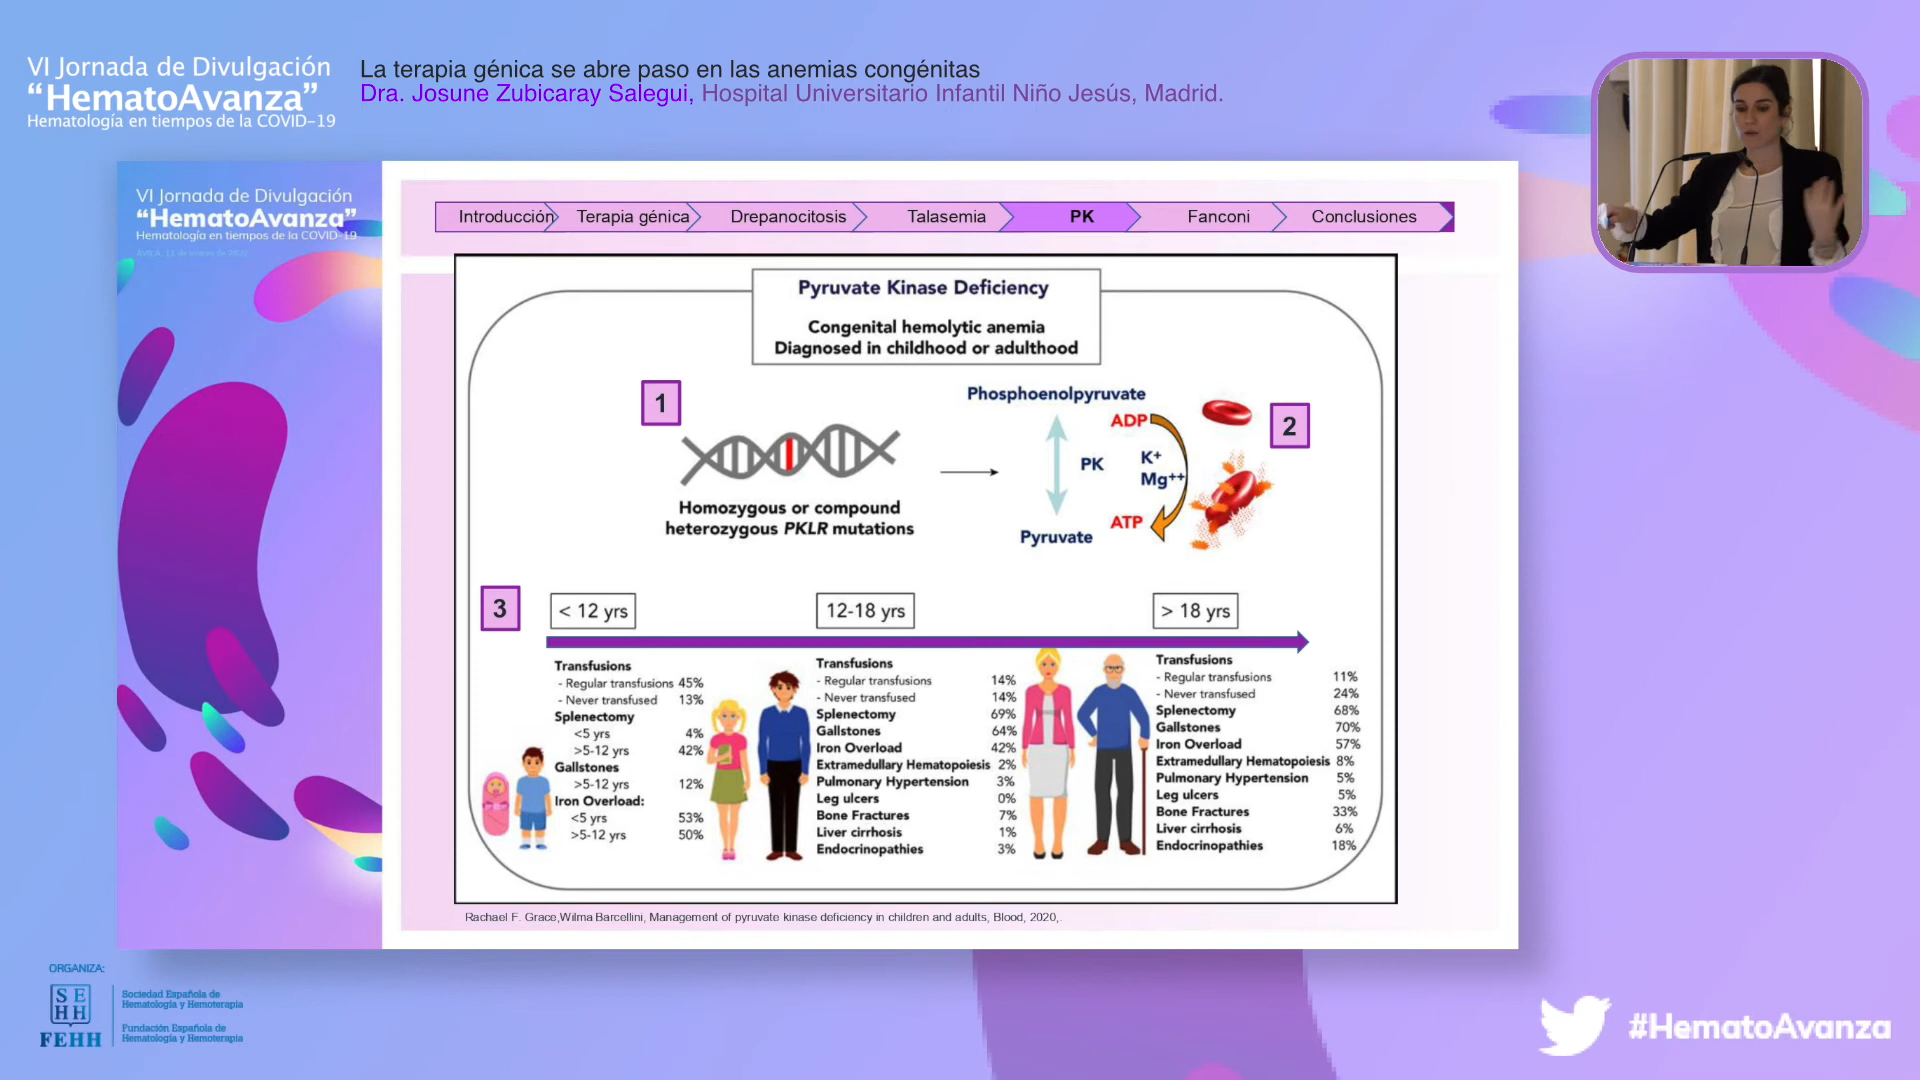 VI Jornada de Divulgación
“HematoAvanza”
Hematología en tiempos de la COVID-19
La terapia génica se abre paso en las anemias congénitas
Dra. Josune Zubicaray Salegui, Hospital Universitario Infantil Niño Jesús, Madrid.
VI Jornada de Divulgación
“HematoAvanza”
Hematología en tiempos de la COVID-19
Introducción Terapia génica Drepanocitosis Talasemia PK Fanconi Conclusiones
Pyruvate Kinase Deficiency
Congenital hemolytic anemia
Diagnosed in childhood or adulthood
1
Homozygous or compound
heterozygous PKLR mutations
Phosphoenolpyruvate
ADP
PK
K+
Mg++
ATP
Pyruvate
2
3
< 12 yrs
Transfusions
- Regular transfusions 45%
- Never transfused 13%
Splenectomy
<5 yrs 4%
>5-12 yrs 42%
Gallstones
>5-12 yrs 12%
Iron Overload:
<5 yrs 53%
>5-12 yrs 50%
12-18 yrs
Transfusions
- Regular transfusions 14%
- Never transfused 14%
Splenectomy 69%
Gallstones 64%
Iron Overload 42%
Extramedullary Hematopoiesis 2%
Pulmonary Hypertension 3%
Leg ulcers 0%
Bone Fractures 7%
Liver cirrhosis 1%
Endocrinopathies 3%
> 18 yrs
Transfusions
- Regular transfusions 11%
- Never transfused 24%
Splenectomy 68%
Gallstones 70%
Iron Overload 57%
Extramedullary Hematopoiesis 8%
Pulmonary Hypertension 5%
Leg ulcers 5%
Bone Fractures 33%
Liver cirrhosis 6%
Endocrinopathies 18%
Rachael F. Grace,Wilma Barcellini, Management of pyruvate kinase deficiency in children and adults, Blood, 2020,.
ORGANIZA:
SE
HH
FEHH
Sociedad Española de
Hematología y Hemoterapia
Fundación Española de
Hematología y Hemoterapia
#HematoAvanza